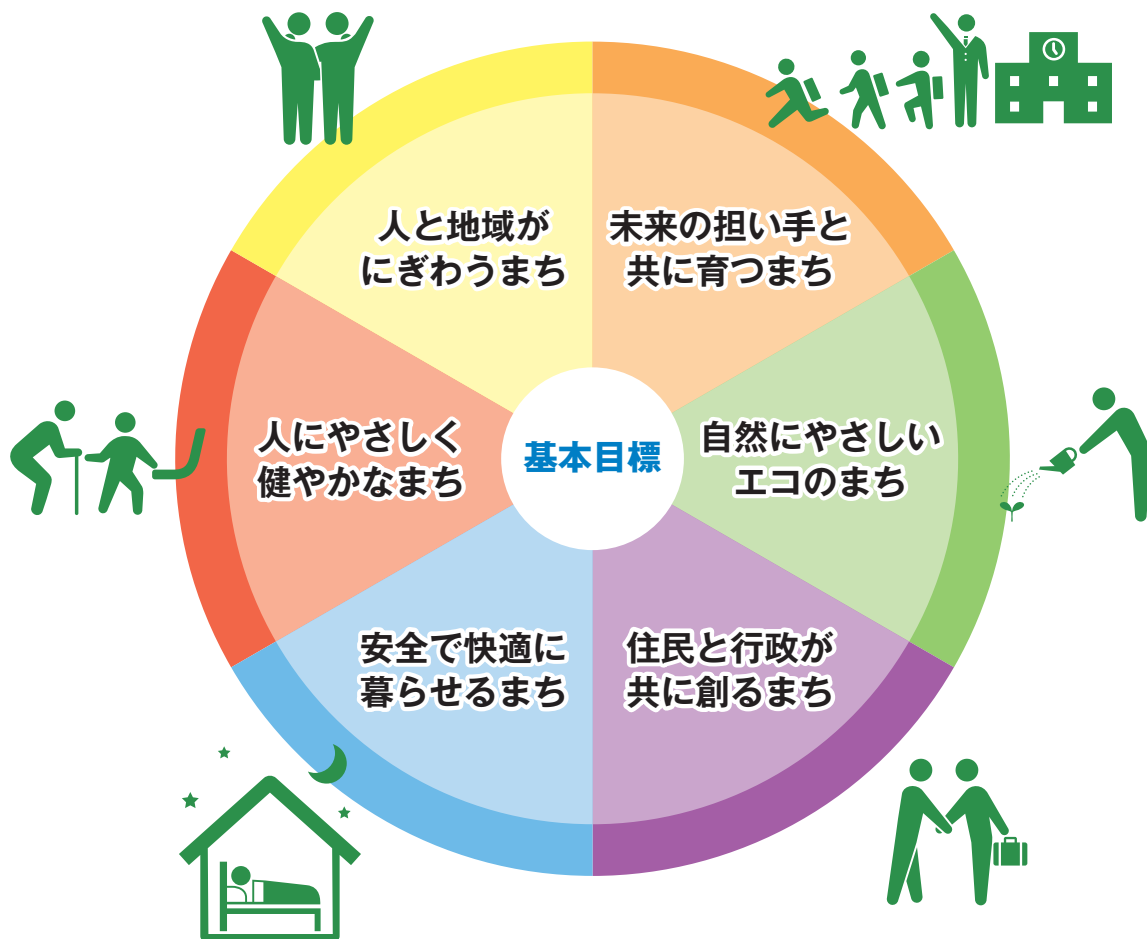 人と地域が
にぎわうまち
未来の担い手と
共に育つまち
人にやさしく
健やかなまち
基本目標
自然にやさしい
エコのまち
安全で快適に
暮らせるまち
住民と行政が
共に創るまち